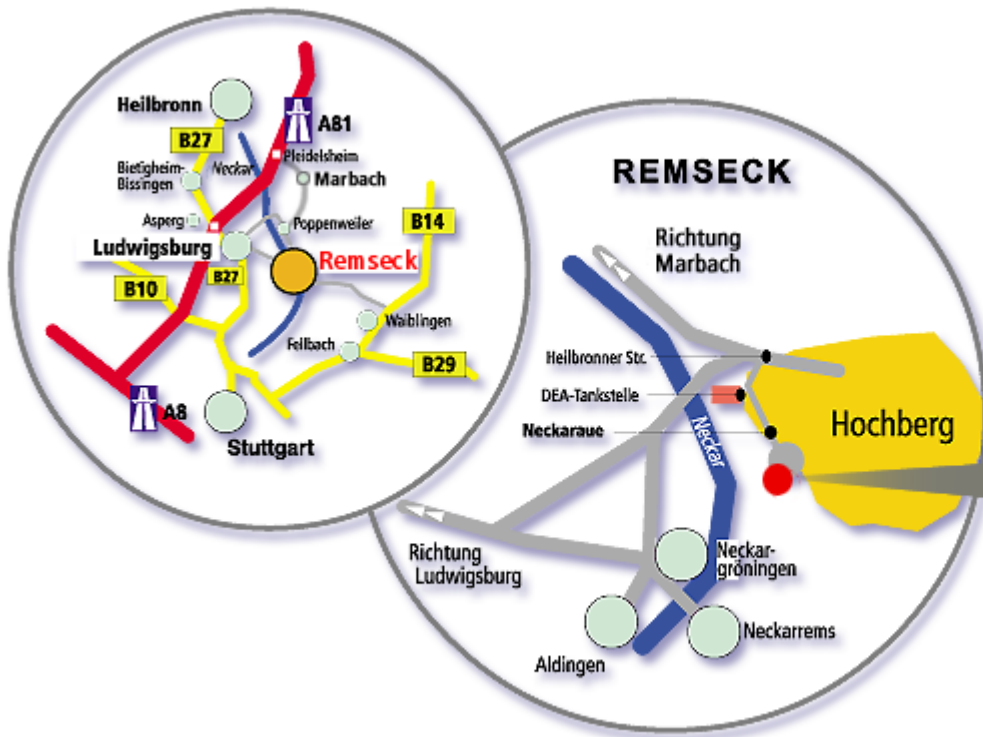 Heilbronn
A81
B27
Pleidelsheim
Bietigheim-
Bissingen
Neckar
Marbach
Asperg
Poppenweiler
B14
Ludwigsburg
Remseck
B27
B10
Waiblingen
Fellbach
B29
A8
Stuttgart
REMSECK
Richtung
Marbach
Heilbronner Str.
DEA-Tankstelle
Neckaraue
Neckar
Hochberg
Richtung
Ludwigsburg
Neckar-
gröningen
Neckarrems
Aldingen